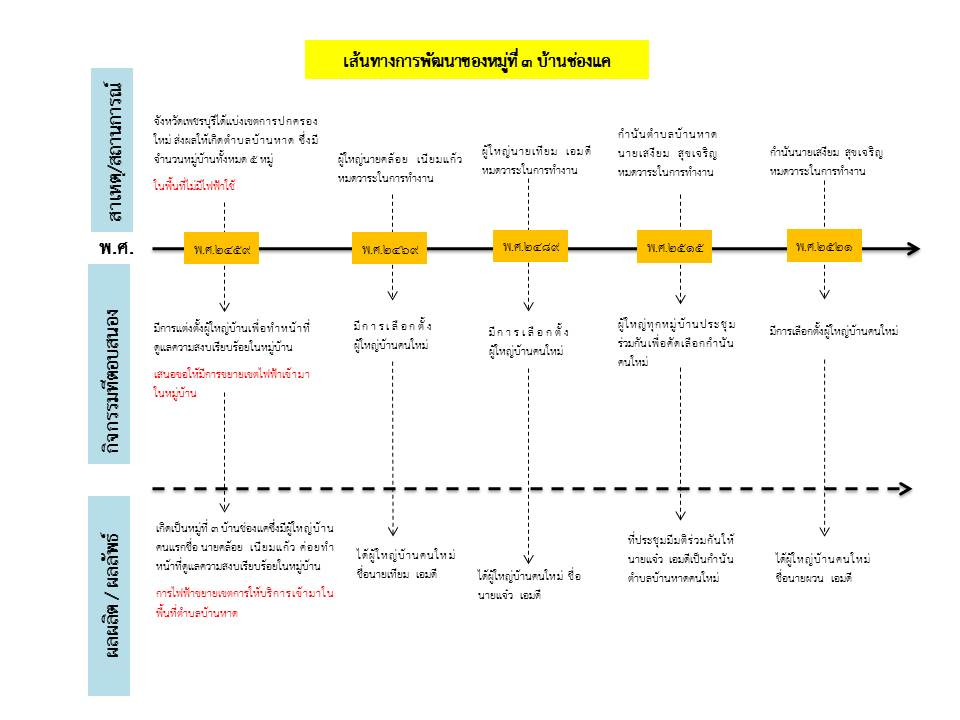 เส้นทางการพัฒนาของหมู่ที่ ๓ บ้านช่องแค
สาเหตุ/สถานการณ์
จังหวัดเพชรบุรีได้แบ่งเขตการปกครอง
ใหม่ ส่งผลให้เกิดตำบลบ้านหาด ซึ่งมี
จำนวนหมู่บ้านทั้งหมด ๕ หมู่
ในพื้นที่ไม่มีไฟฟ้าใช้
ผู้ใหญ่นายคล้อย เนียมแก้ว
หมดวาระในการทำงาน
ผู้ใหญ่นายเทียม เอมดี
หมดวาระในการทำงาน
กำนันตำบลบ้านหาด
นายเสงี่ยม สุขเจริญ
หมดวาระในการทำงาน
กำนันนายเสงี่ยม สุขเจริญ
หมดวาระในการทำงาน
พ.ศ.
พ.ศ.๒๔๕๙
พ.ศ.๒๔๖๙
พ.ศ.๒๔๘๙
พ.ศ.๒๕๑๕
พ.ศ.๒๕๒๑
กิจกรรมที่ตอบสนอง
มีการแต่งตั้งผู้ใหญ่บ้านเพื่อทำหน้าที่
ดูแลความสงบเรียบร้อยในหมู่บ้าน
เสนอขอให้มีการขยายเขตไฟฟ้าเข้ามา
ในหมู่บ้าน
มีการเลือกตั้ง
ผู้ใหญ่บ้านคนใหม่
มีการเลือกตั้ง
ผู้ใหญ่บ้านคนใหม่
ผู้ใหญ่ทุกหมู่บ้านประชุม
ร่วมกันเพื่อคัดเลือกกำนัน
คนใหม่
มีการเลือกตั้งผู้ใหญ่บ้านคนใหม่
ผลผลิต / ผลลัพธ์
เกิดเป็นหมู่ที่ ๓ บ้านช่องแคซึ่งมีผู้ใหญ่บ้าน
คนแรกชื่อ นายคล้อย เนียมแก้ว ค่อยทำ
หน้าที่ดูแลความสงบเรียบร้อยในหมู่บ้าน
การไฟฟ้าขยายเขตการให้บริการเข้ามาใน
พื้นที่ตำบลบ้านหาด
ได้ผู้ใหญ่บ้านคนใหม่
ชื่อนายเทียม เอมดี
ได้ผู้ใหญ่บ้านคนใหม่ ชื่อ
นายแจ๋ว เอมดี
ที่ประชุมมีมติร่วมกันให้
นายแจ๋ว เอมดีเป็นกำนัน
ตำบลบ้านหาดคนใหม่
ได้ผู้ใหญ่บ้านคนใหม่
ชื่อนายผวน เอมดี